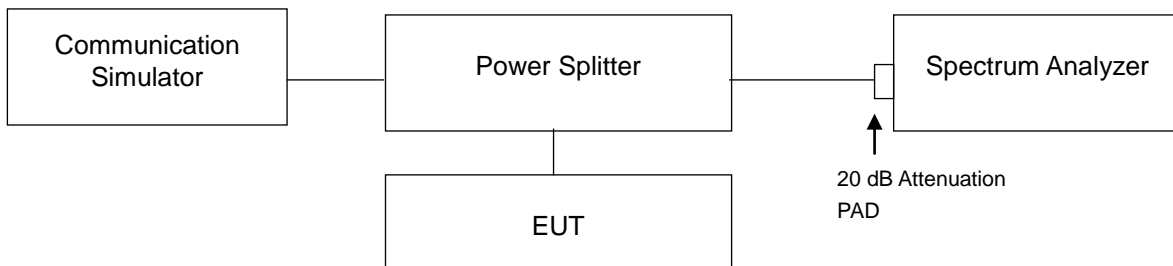 Communication
Simulator
Power Splitter
Spectrum Analyzer
20 dB Attenuation
PAD
EUT